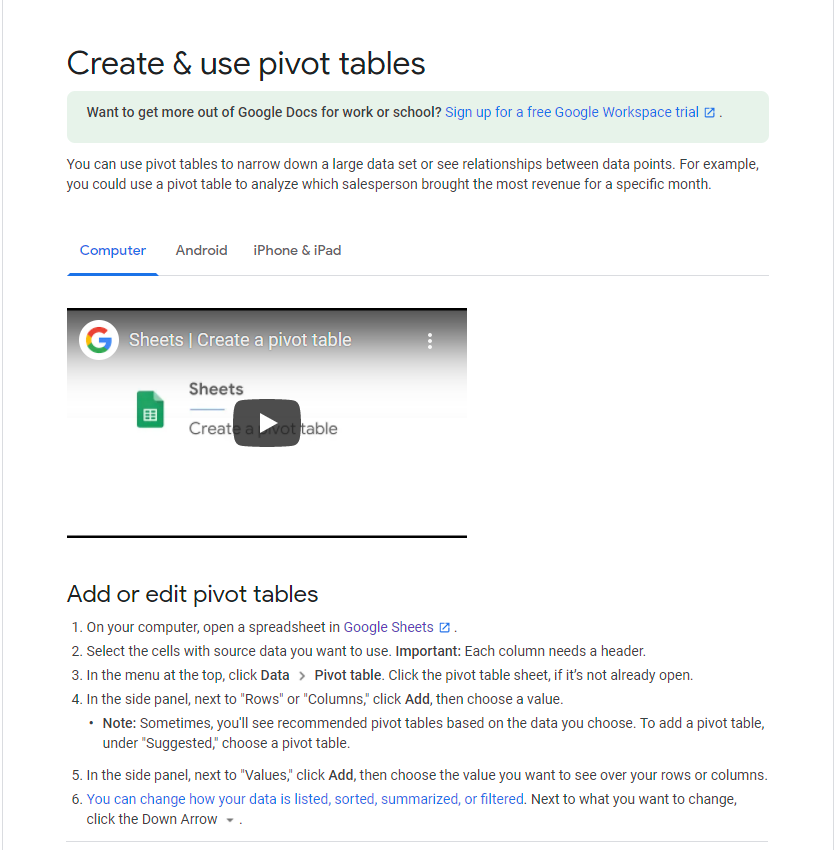 Create & use pivot tables
Want to get more out of Google Docs for work or school? Sign up for a free Google Workspace trial .
You can use pivot tables to narrow down a large data set or see relationships between data points. For example,
you could use a pivot table to analyze which salesperson brought the most revenue for a specific month.
Computer Android iPhone & iPad
Sheets | Create a pivot table
Sheets
Create a pivot table
Add or edit pivot tables
1. On your computer, open a spreadsheet in Google Sheets .
2. Select the cells with source data you want to use. Important: Each column needs a header.
3. In the menu at the top, click Data > Pivot table. Click the pivot table sheet, if it's not already open.
4. In the side panel, next to "Rows" or "Columns," click Add, then choose a value.
• Note: Sometimes, you'll see recommended pivot tables based on the data you choose. To add a pivot table,
under "Suggested," choose a pivot table.
5. In the side panel, next to "Values," click Add, then choose the value you want to see over your rows or columns.
6. You can change how your data is listed, sorted, summarized, or filtered. Next to what you want to change,
click the Down Arrow .